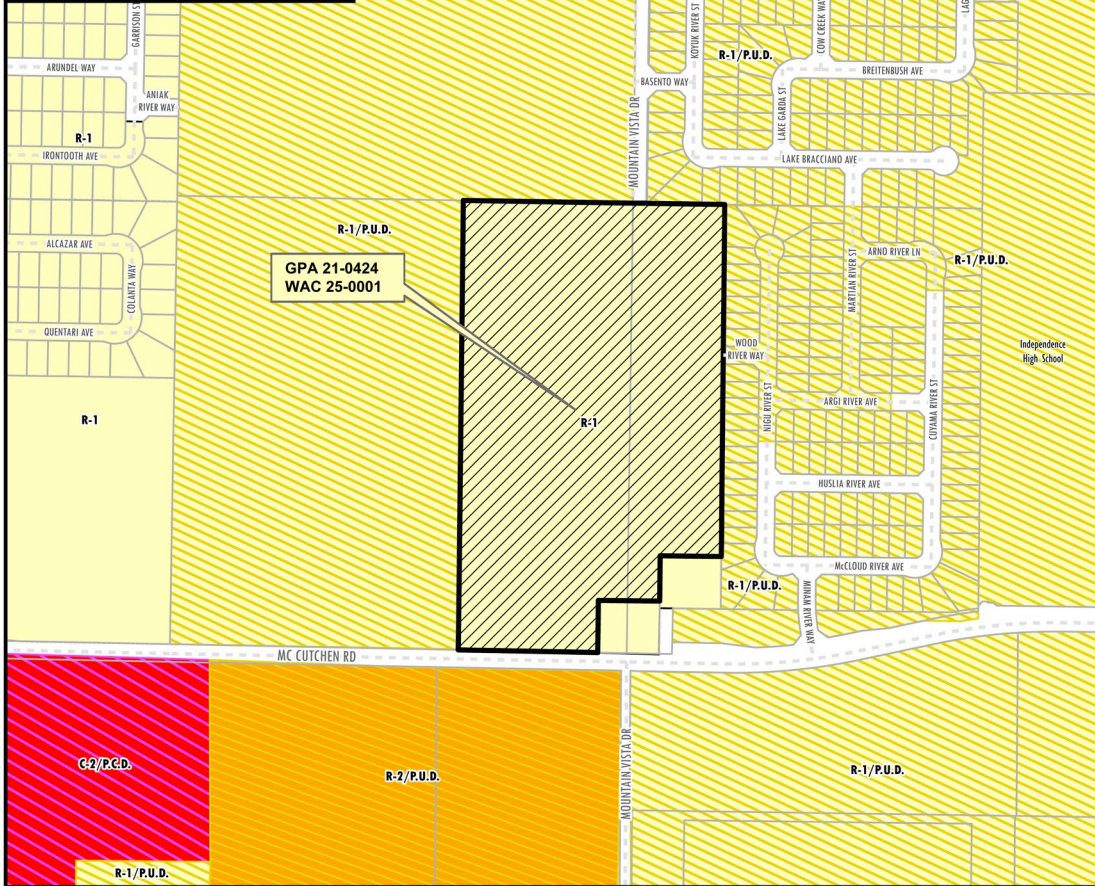 GARRISON ST
KOYUK RIVER ST
COW CREEK WAY
LAG
R-1/P.U.D.
ARUNDEL WAY
BREITENBUSH AVE
BASENTO WAY
ANIAK
RIVER WAY
MOUNTAIN VISTA DR
LAKE GARDA ST
R-1
IRONTOOTH AVE
LAKE BRACCIANO AVE
R-1/P.U.D.
ALCAZAR AVE
COLANTA WAY
ARNO RIVER LN
R-1/P.U.D.
MARTIAN RIVER ST
GPA 21-0424
WAC 25-0001
QUENTARI AVE
WOOD
RIVER WAY
Independence
High School
NIGU RIVER ST
ARGI RIVER AVE
CUYAMA RIVER ST
R-1
R-1
HUSLIA RIVER AVE
McCLOUD RIVER AVE
R-1/P.U.D.
MINAM RIVER WAY
MC CUTCHEN RD
C-2/P.C.D.
R-2/P.U.D.
MOUNTAIN VISTA DR
R-1/P.U.D.
R-1/P.U.D.